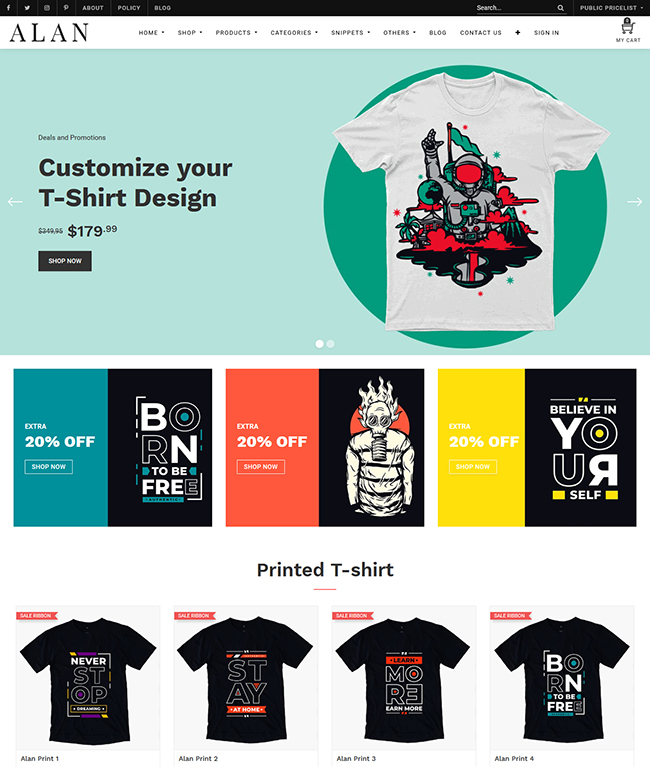 ABOUT POLICY BLOG Search... PUBLIC PRICELIST
ALAN HOME SHOP PRODUCTS CATEGORIES SNIPPETS OTHERS BLOG CONTACT US + SIGN IN 0 MY CART
Deals and Promotions
Customize your
T-Shirt Design
$349.95 $179.99
SHOP NOW
EXTRA
20% OFF
SHOP NOW
BORN
TO BE
FREE
AUTHENTIC
EXTRA
20% OFF
SHOP NOW
EXTRA
20% OFF
SHOP NOW
BELIEVE IN
YOUR
SELF
Printed T-shirt
SALE RIBBON
NEVER
STOP
DREAMING
Alan Print 1
SALE RIBBON
STAY
AT HOME
Alan Print 2
SALE RIBBON
LEARN
MORE
EARN MORE
Alan Print 3
SALE RIBBON
BORN
TO BE
FREE
Alan Print 4